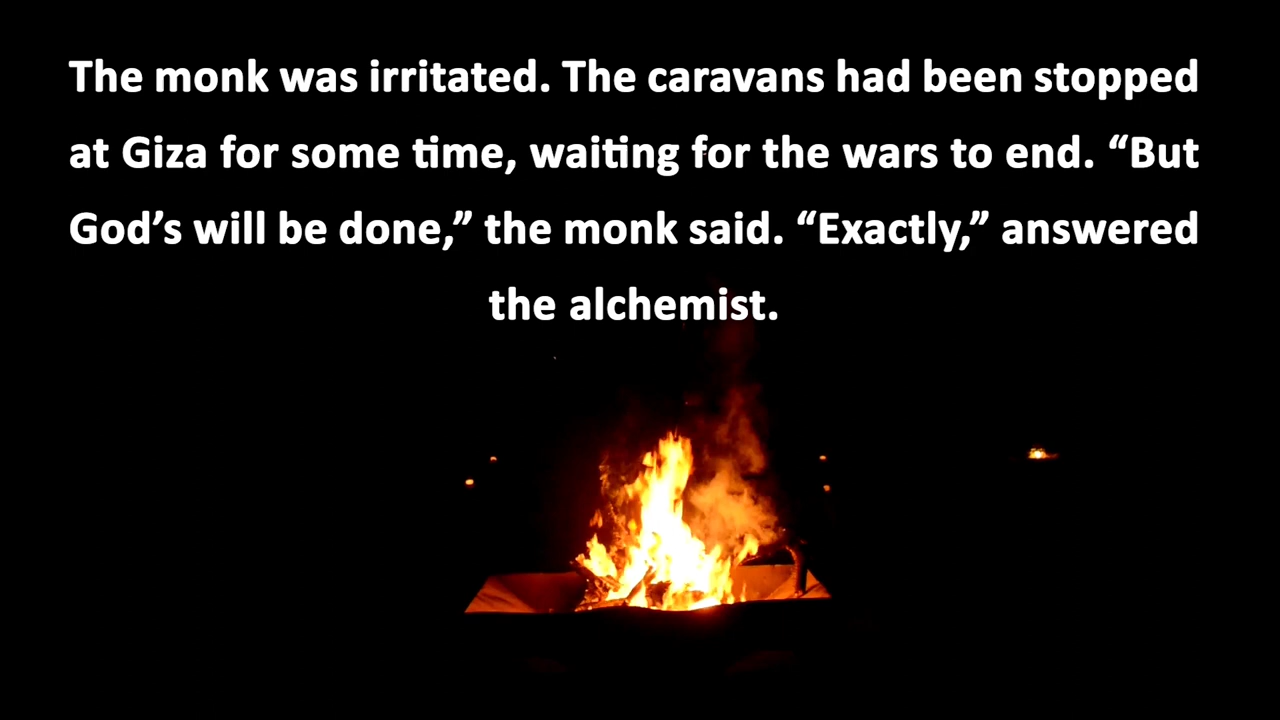 The monk was irritated. The caravans had been stopped
at Giza for some time, waiting for the wars to end. “But
God’s will be done,” the monk said. “Exactly,” answered
the alchemist.